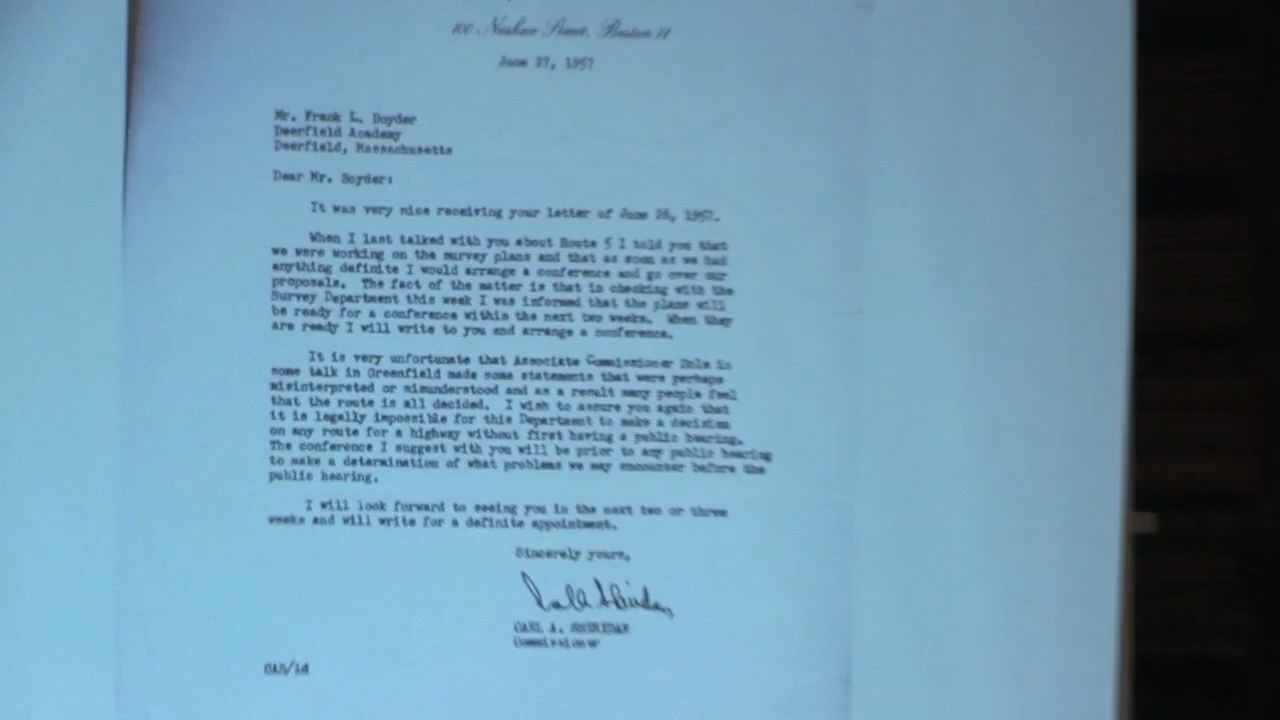 100 Nashua Street, Boston 14
June 27, 1957
Mr. Frank L. Boyder
Deerfield Academy
Deerfield, Massachusetts
Dear Mr. Boyder:
It was very nice receiving your letter of June 26, 1957.
When I last talked with you about Route 5 I told you that
we were working on the survey plans and that as soon as we had
anything definite I would arrange a conference and go over our
proposals. The fact of the matter is that in checking with the
Survey Department this week I was informed that the plans will
be ready for a conference within the next two weeks. When they
are ready I will write to you and arrange a conference.
It is very unfortunate that Associate Commissioner in
some talk in Greenfield made some statements that were perhaps
misinterpreted or misunderstood and as a result many people feel
that the route is all decided. I wish to assure you again that
it is legally impossible for this Department to make a decision
on any route for a highway without first having a public hearing.
The conference I suggest with you will be prior to any public hearing
to make a determination of what problems we may encounter before the
public hearing.
I will look forward to seeing you in the next two or three
weeks and will write for a definite appointment.
Sincerely yours,
CARL A. SHERIDAN
Commissioner